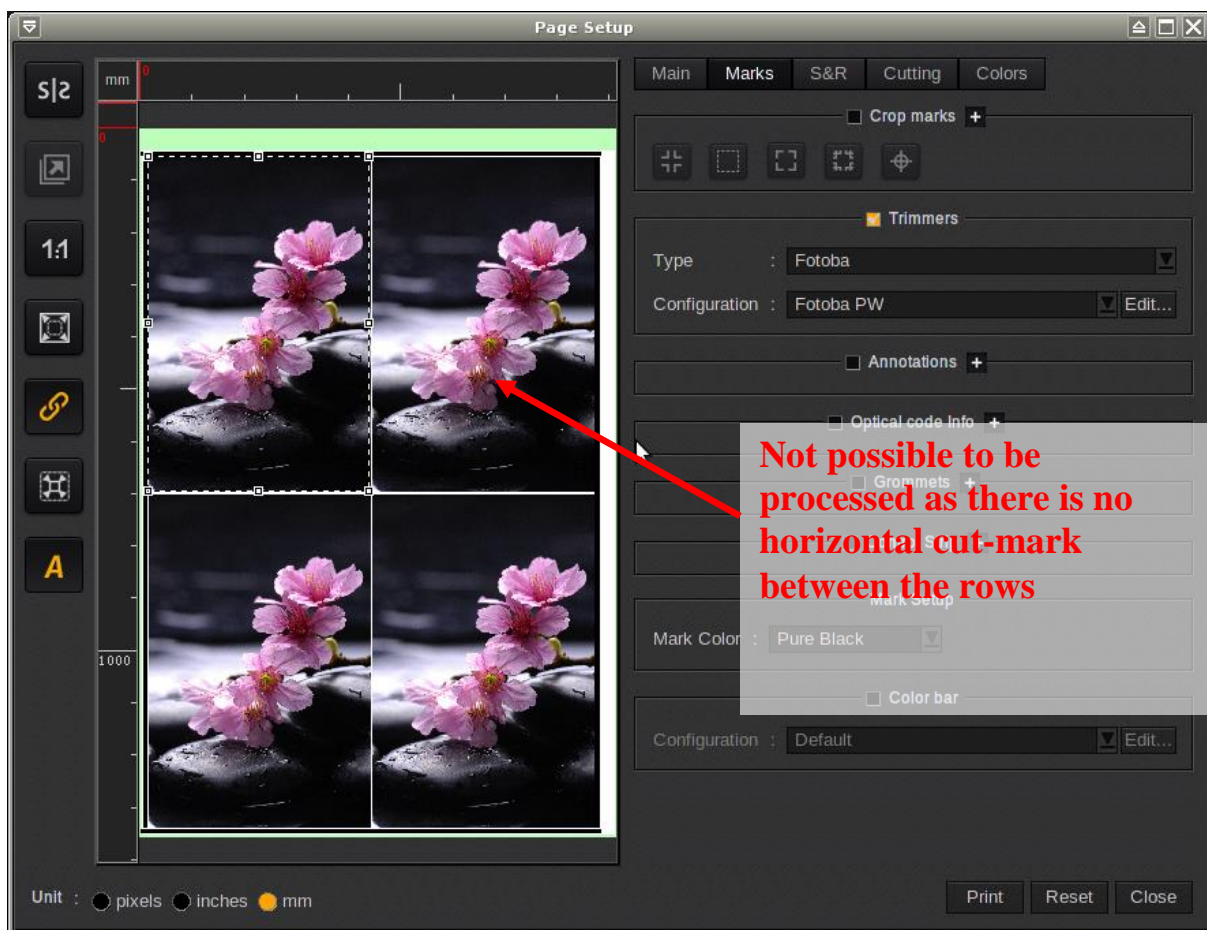 Page Setup
S|S
mm
0
0
1:1
A
1000
Main Marks S&R Cutting Colors
Crop marks +
Trimmers
Type : Fotoba
Configuration : Fotoba PW Edit...
Annotations +
Optical code Info +
Grommets +
Mark Setup
Mark Color : Pure Black
Color bar
Configuration : Default Edit...
Not possible to be
processed as there is no
horizontal cut-mark
between the rows
Unit : pixels inches mm
Print Reset Close